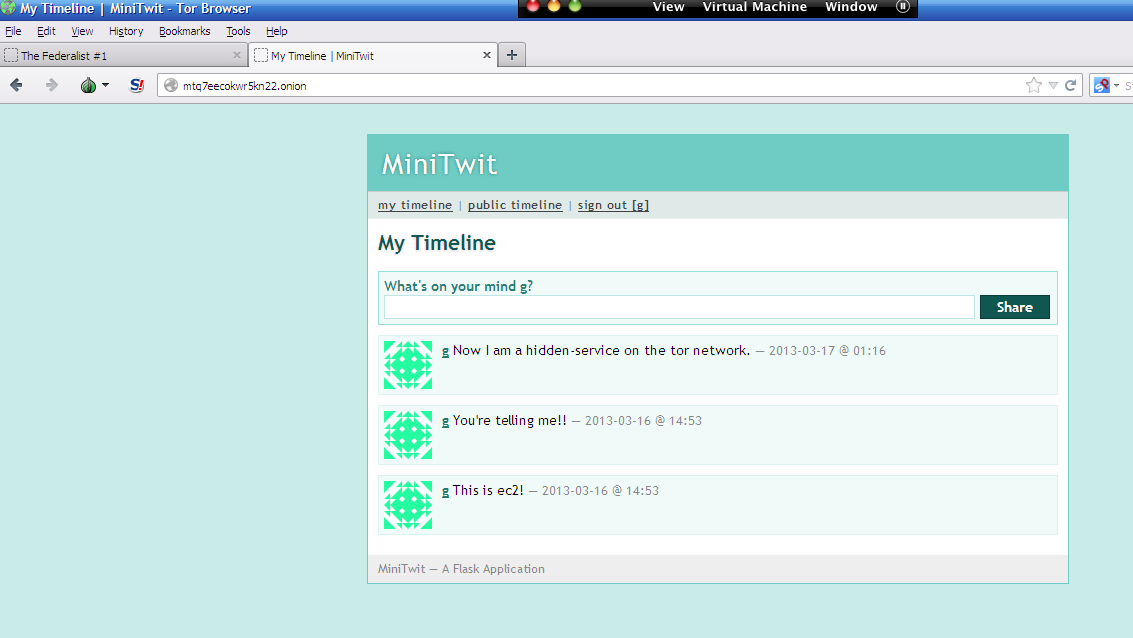 My Timeline | MiniTwit - Tor Browser
View Virtual Machine Window
File Edit View History Bookmarks Tools Help
The Federalist #1
My Timeline | MiniTwit
S!
mtq7eecokwr5kn22.onion
MiniTwit
my timeline | public timeline | sign out [g]
My Timeline
What's on your mind g?
Share
g Now I am a hidden-service on the tor network. — 2013-03-17 @ 01:16
g You're telling me!! — 2013-03-16 @ 14:53
g This is ec2! — 2013-03-16 @ 14:53
MiniTwit — A Flask Application